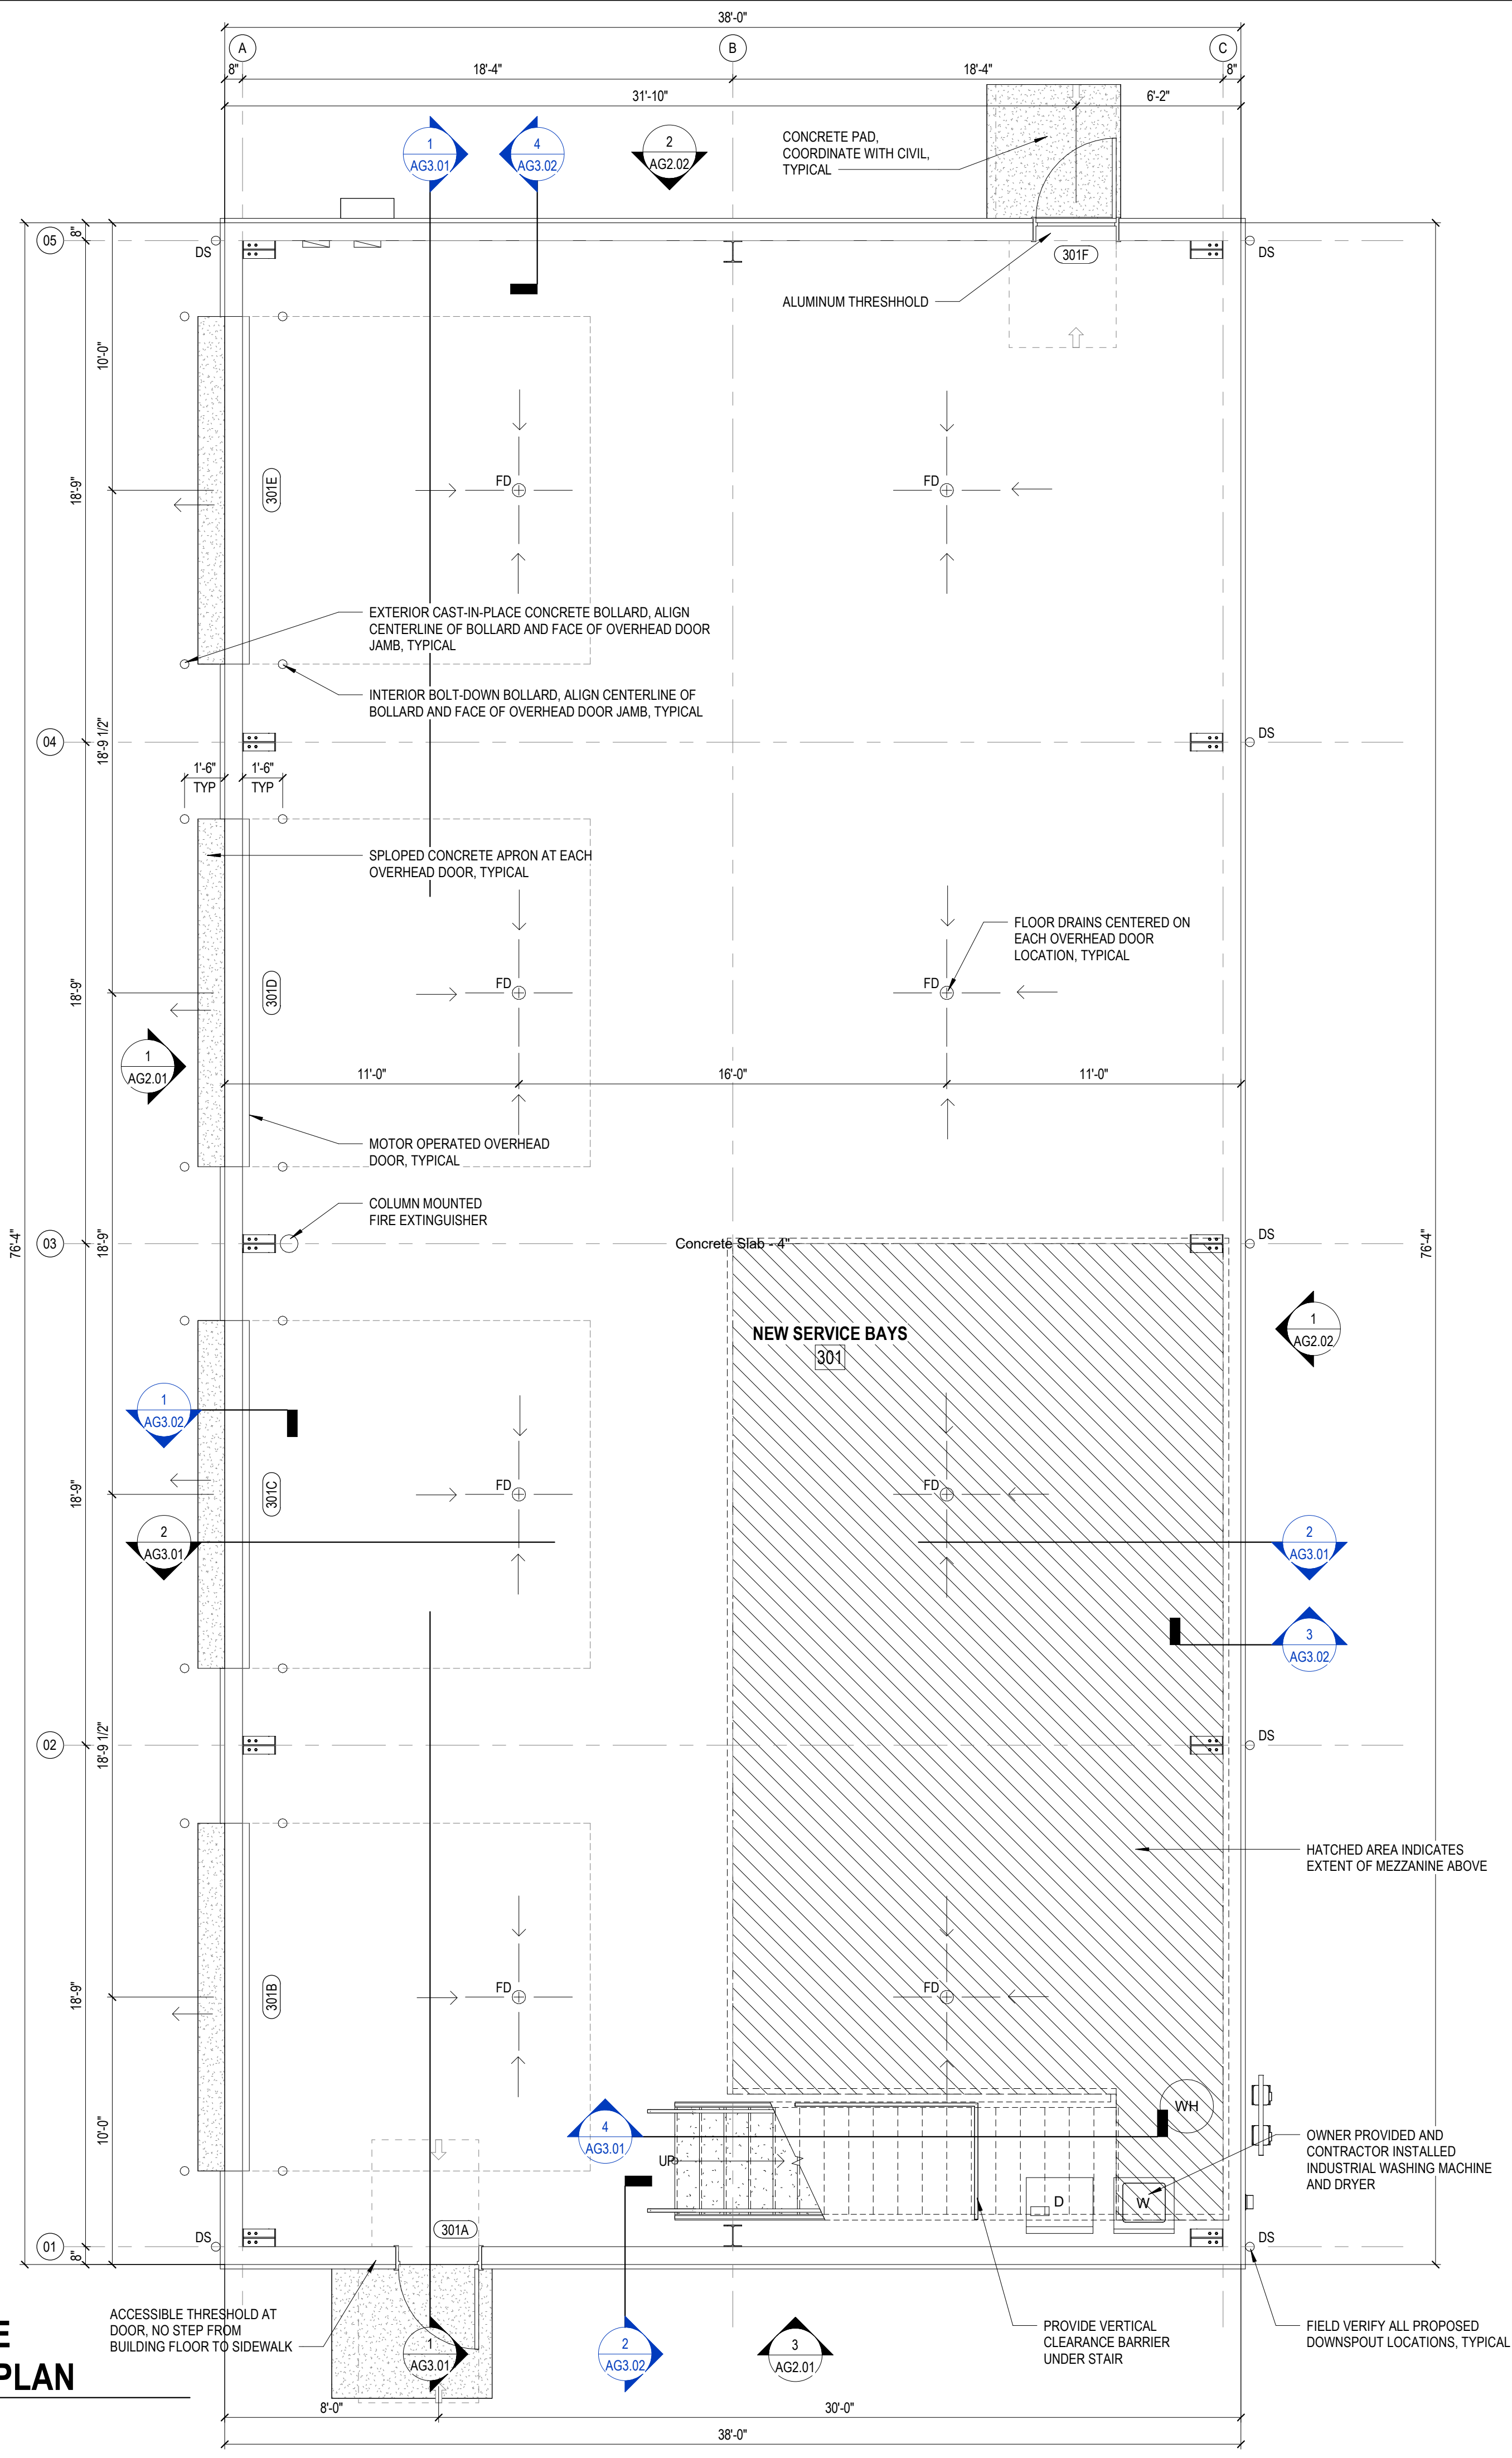 38'-0"
A
B
C
8"
18'-4"
18'-4"
8"
31'-10"
6'-2"
1
AG3.01
4
AG3.02
2
AG2.02
CONCRETE PAD,
COORDINATE WITH CIVIL,
TYPICAL
05
8"
DS
301F
DS
ALUMINUM THRESHHOLD
10'-0"
18'-9"
301E
FD
FD
EXTERIOR CAST-IN-PLACE CONCRETE BOLLARD, ALIGN
CENTERLINE OF BOLLARD AND FACE OF OVERHEAD DOOR
JAMB, TYPICAL
INTERIOR BOLT-DOWN BOLLARD, ALIGN CENTERLINE OF
BOLLARD AND FACE OF OVERHEAD DOOR JAMB, TYPICAL
04
18'-9 1/2"
DS
1'-6"
TYP
1'-6"
TYP
SPLOPED CONCRETE APRON AT EACH
OVERHEAD DOOR, TYPICAL
FLOOR DRAINS CENTERED ON
EACH OVERHEAD DOOR
LOCATION, TYPICAL
18'-9"
301D
FD
FD
1
AG2.01
11'-0"
16'-0"
11'-0"
MOTOR OPERATED OVERHEAD
DOOR, TYPICAL
COLUMN MOUNTED
FIRE EXTINGUISHER
76'-4"
03
18'-9"
Concrete Slab - 4"
DS
76'-4"
NEW SERVICE BAYS
301
1
AG2.02
1
AG3.02
18'-9"
301C
FD
FD
2
AG3.01
2
AG3.01
3
AG3.02
02
18'-9 1/2"
DS
HATCHED AREA INDICATES
EXTENT OF MEZZANINE ABOVE
18'-9"
301B
FD
FD
10'-0"
WH
4
AG3.01
OWNER PROVIDED AND
CONTRACTOR INSTALLED
INDUSTRIAL WASHING MACHINE
AND DRYER
UP
D
W
301A
01
8"
DS
DS
ACCESSIBLE THRESHOLD AT
DOOR, NO STEP FROM
BUILDING FLOOR TO SIDEWALK
1
AG3.01
2
AG3.02
3
AG2.01
PROVIDE VERTICAL
CLEARANCE BARRIER
UNDER STAIR
FIELD VERIFY ALL PROPOSED
DOWNSPOUT LOCATIONS, TYPICAL
E
PLAN
8'-0"
30'-0"
38'-0"